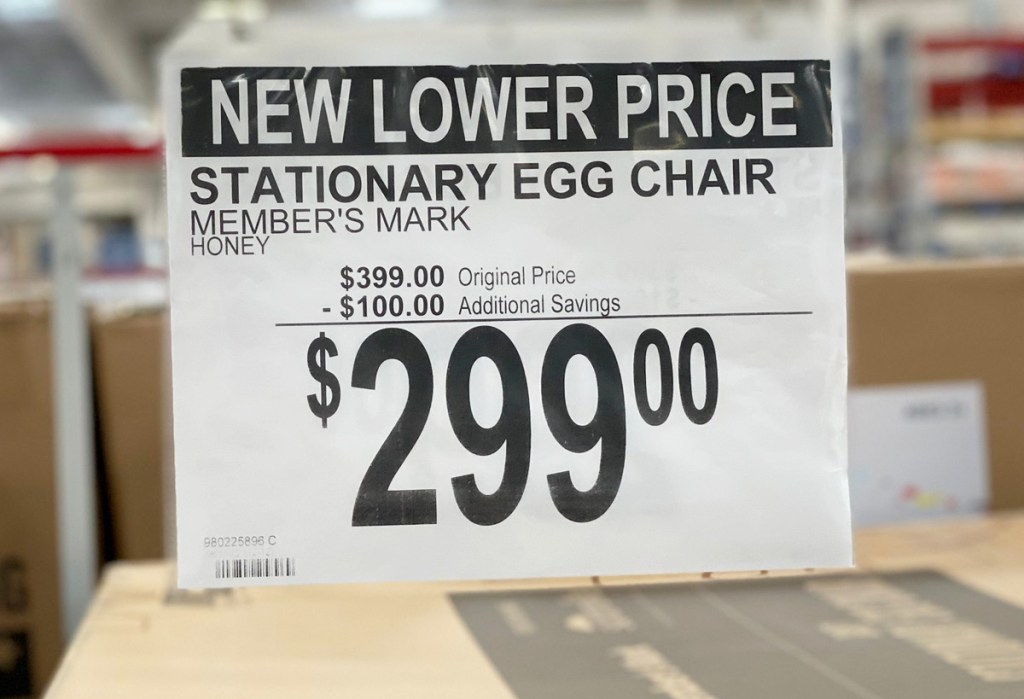 NEW LOWER PRICE
STATIONARY EGG CHAIR
MEMBER'S MARK
HONEY
$399.00 Original Price
- $100.00 Additional Savings
$299.00
980225896 C